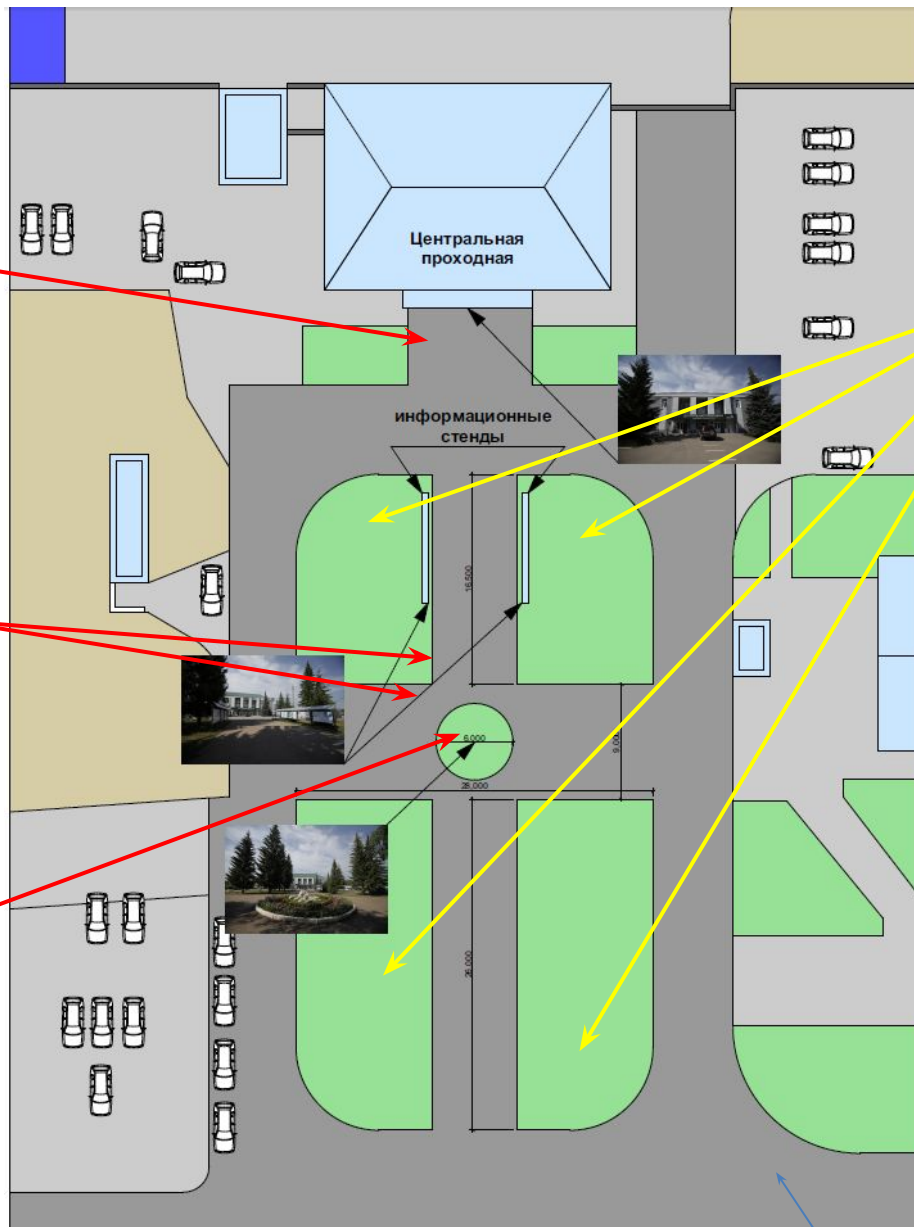 Центральная
проходная
информационные
стенды
16,500
6,000
9,000
28,000
26,000